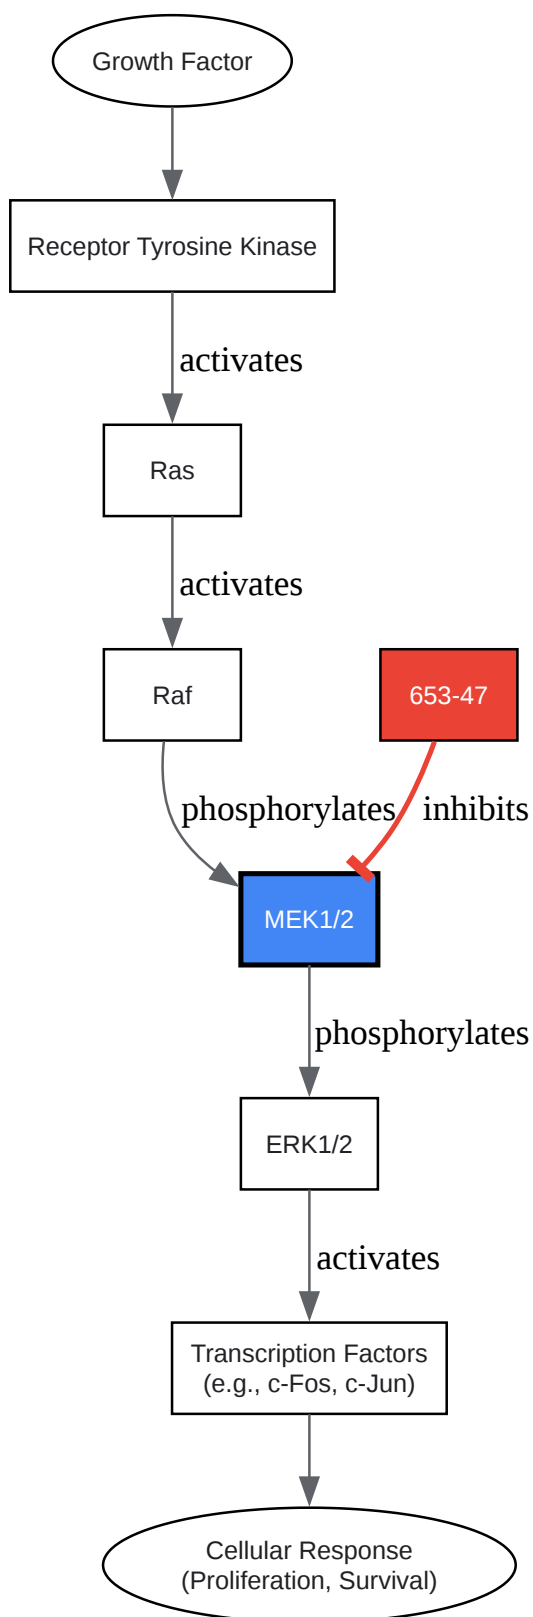 Growth Factor
Receptor Tyrosine Kinase
activates
Ras
activates
Raf
653-47
phosphorylates
inhibits
MEK1/2
phosphorylates
ERK1/2
activates
Transcription Factors
(e.g., c-Fos, c-Jun)
Cellular Response
(Proliferation, Survival)